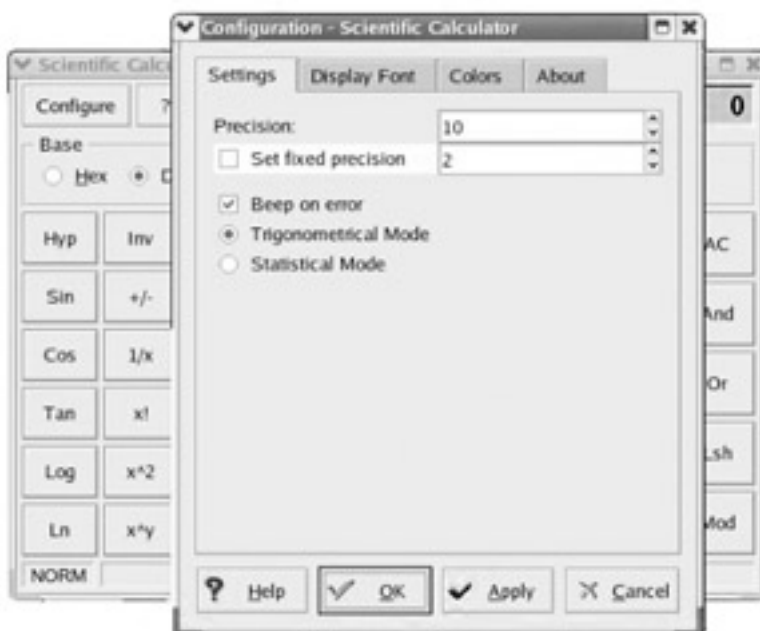 Configuration - Scientific Calculator
Settings Display Font Colors About
Precision: 10
Set fixed precision 2
Beep on error
Trigonometrical Mode
Statistical Mode
? Help OK Apply Cancel
Scientific Calc
Configure ?
0
Base
Hex D
Hyp Inv AC
Sin +/- And
Cos 1/x Or
Tan x! Lsh
Log x^2 Mod
Ln x^y
NORM